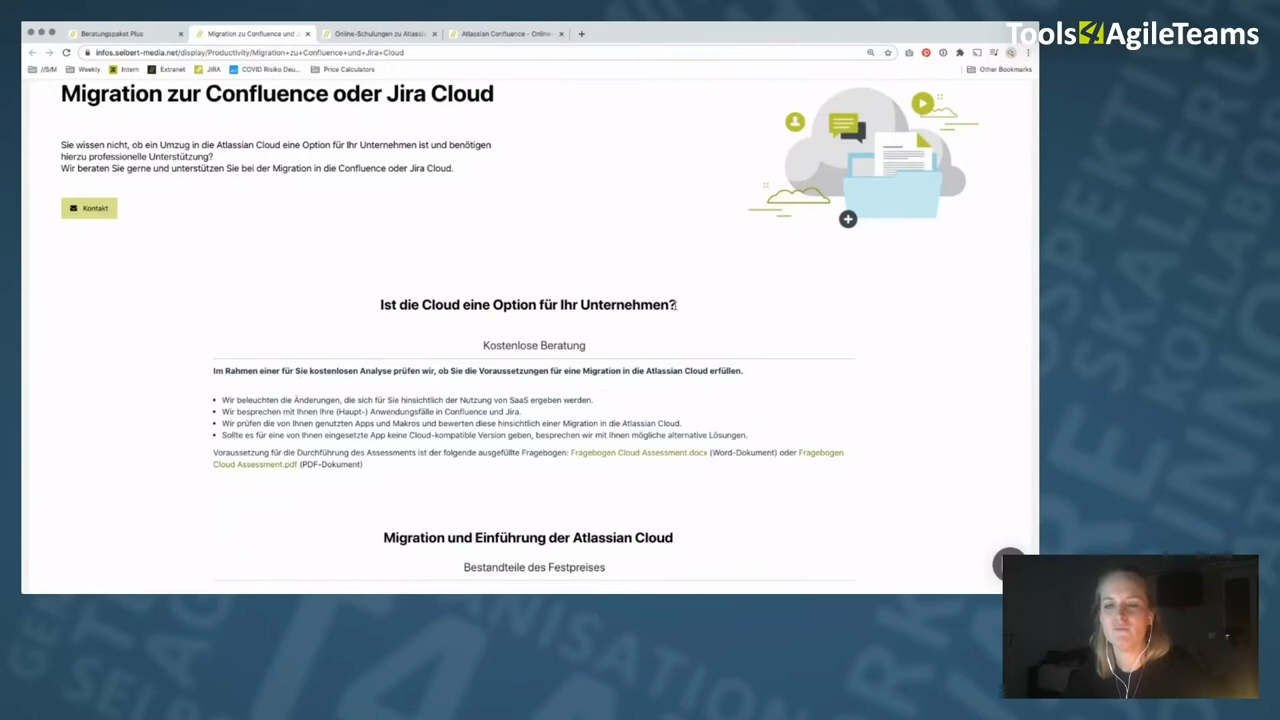 Tools4AgileTeams
Beratungspaket Plus
Migration zu Confluence und J
Online-Schulungen zu Atlassia
Atlassian Confluence - Online-
infos.seibert-media.net/display/Productivity/Migration+zu+Confluence+und+Jira+Cloud
//S/M Weekly Intern Extranet JIRA COVID Risiko Deu... Price Calculators Other Bookmarks
Migration zur Confluence oder Jira Cloud
Sie wissen nicht, ob ein Umzug in die Atlassian Cloud eine Option für Ihr Unternehmen ist und benötigen
hierzu professionelle Unterstützung?
Wir beraten Sie gerne und unterstützen Sie bei der Migration in die Confluence oder Jira Cloud.
Kontakt
Ist die Cloud eine Option für Ihr Unternehmen?
Kostenlose Beratung
Im Rahmen einer für Sie kostenlosen Analyse prüfen wir, ob Sie die Voraussetzungen für eine Migration in die Atlassian Cloud erfüllen.
• Wir beleuchten die Änderungen, die sich für Sie hinsichtlich der Nutzung von SaaS ergeben werden.
• Wir besprechen mit Ihnen Ihre (Haupt-) Anwendungsfälle in Confluence und Jira.
• Wir prüfen die von Ihnen genutzten Apps und Makros und bewerten diese hinsichtlich einer Migration in die Atlassian Cloud.
• Sollte es für eine von Ihnen eingesetzte App keine Cloud-kompatible Version geben, besprechen wir mit Ihnen mögliche alternative Lösungen.
Voraussetzung für die Durchführung des Assessments ist der folgende ausgefüllte Fragebogen: Fragebogen Cloud Assessment.docx (Word-Dokument) oder Fragebogen
Cloud Assessment.pdf (PDF-Dokument)
Migration und Einführung der Atlassian Cloud
Bestandteile des Festpreises